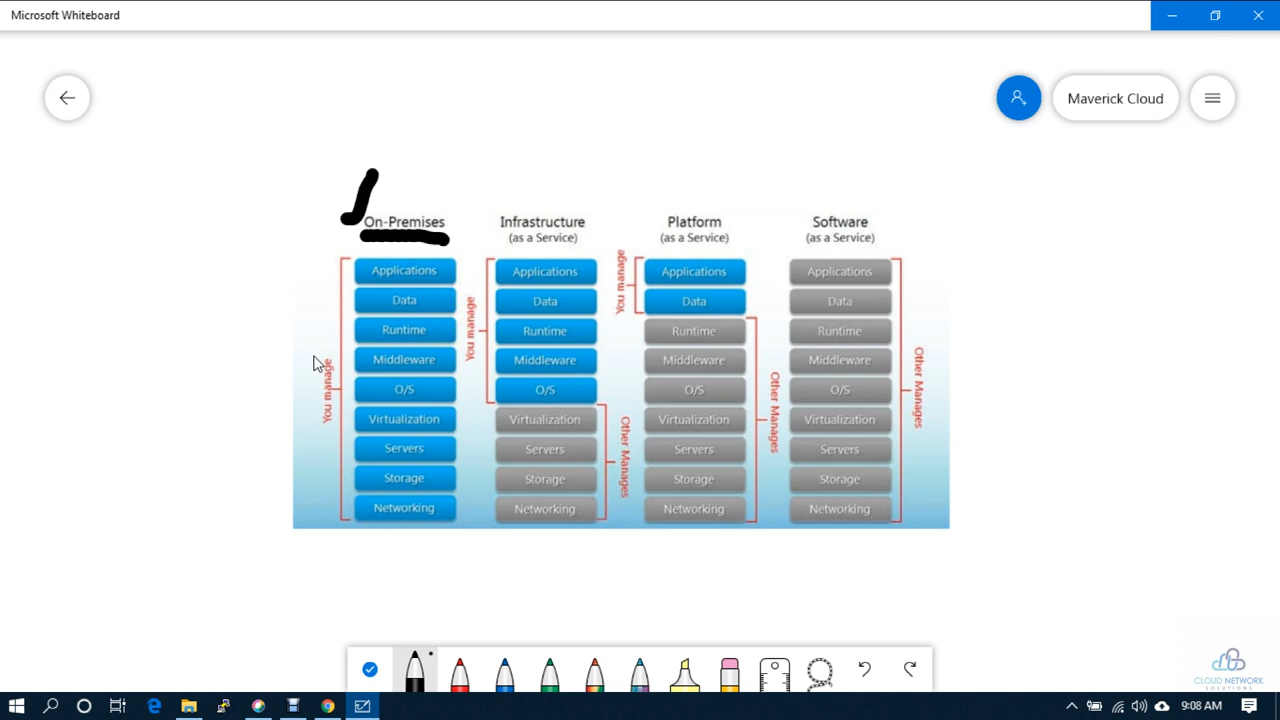 Microsoft Whiteboard
Maverick Cloud
On-Premises
Infrastructure
(as a Service)
Platform
(as a Service)
Software
(as a Service)
You manage
Applications
Data
Runtime
Middleware
O/S
Virtualization
Servers
Storage
Networking
You manage
Applications
Data
Runtime
Middleware
O/S
Virtualization
Servers
Storage
Networking
Other Manages
You manage
Applications
Data
Runtime
Middleware
O/S
Virtualization
Servers
Storage
Networking
Other Manages
Applications
Data
Runtime
Middleware
O/S
Virtualization
Servers
Storage
Networking
Other Manages
CLOUD NETWORK
SOLUTIONS
9:08 AM